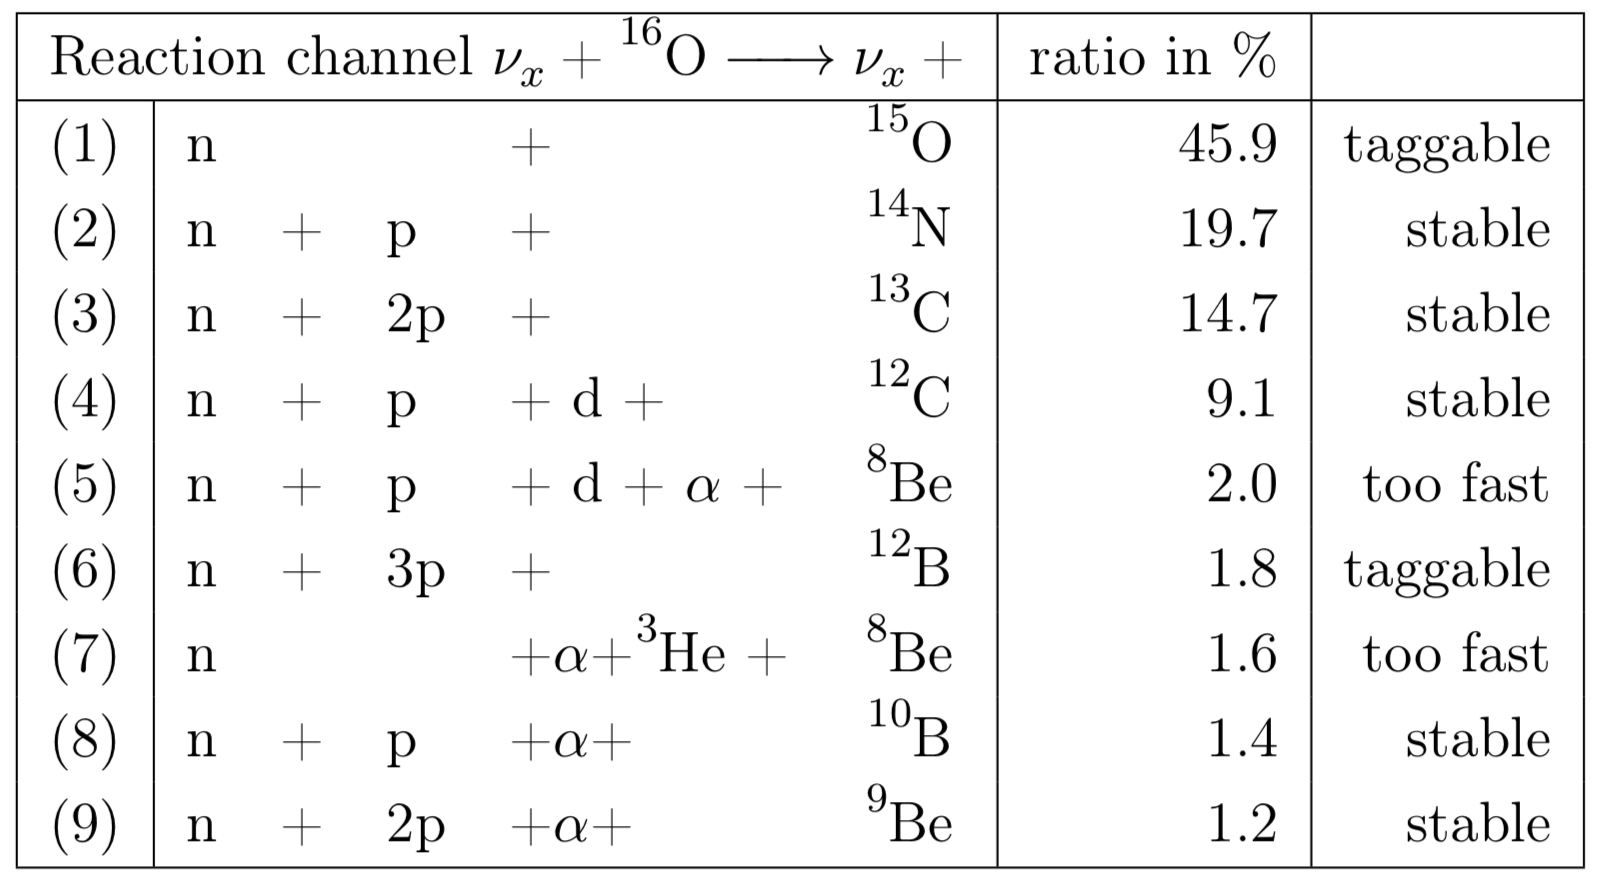 Reaction channel νₓ + ¹⁶O ⟶ νₓ + ratio in %
(1) n + ¹⁵O 45.9 taggable
(2) n + p + ¹⁴N 19.7 stable
(3) n + 2p + ¹³C 14.7 stable
(4) n + p + d + ¹²C 9.1 stable
(5) n + p + d + α + ⁸Be 2.0 too fast
(6) n + 3p + ¹²B 1.8 taggable
(7) n +α+³He + ⁸Be 1.6 too fast
(8) n + p +α+ ¹⁰B 1.4 stable
(9) n + 2p +α+ ⁹Be 1.2 stable